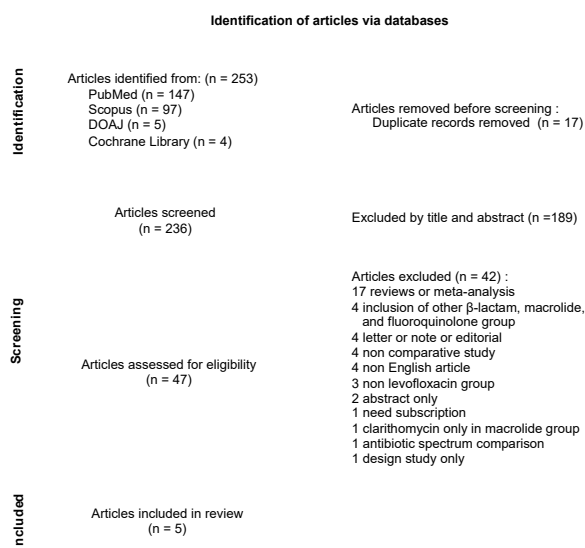 Identification of articles via databases
Identification
Articles identified from: (n = 253)
PubMed (n = 147)
Scopus (n = 97)
DOAJ (n = 5)
Cochrane Library (n = 4)
Articles removed before screening :
Duplicate records removed (n = 17)
Screening
Articles screened
(n = 236)
Excluded by title and abstract (n =189)
Articles assessed for eligibility
(n = 47)
Articles excluded (n = 42) :
17 reviews or meta-analysis
4 inclusion of other β-lactam, macrolide,
and fluoroquinolone group
4 letter or note or editorial
4 non comparative study
4 non English article
3 non levofloxacin group
2 abstract only
1 need subscription
1 clarithomycin only in macrolide group
1 antibiotic spectrum comparison
1 design study only
ncluded
Articles included in review
(n = 5)